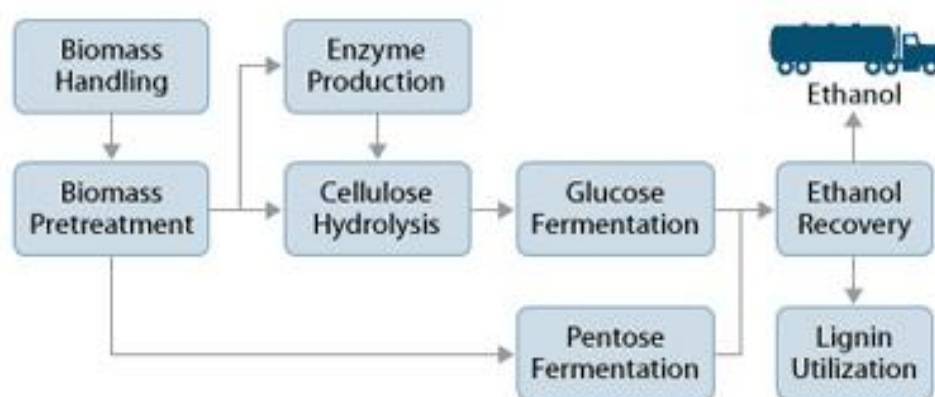 Biomass
Handling
Enzyme
Production
Ethanol
Biomass
Pretreatment
Cellulose
Hydrolysis
Glucose
Fermentation
Ethanol
Recovery
Pentose
Fermentation
Lignin
Utilization